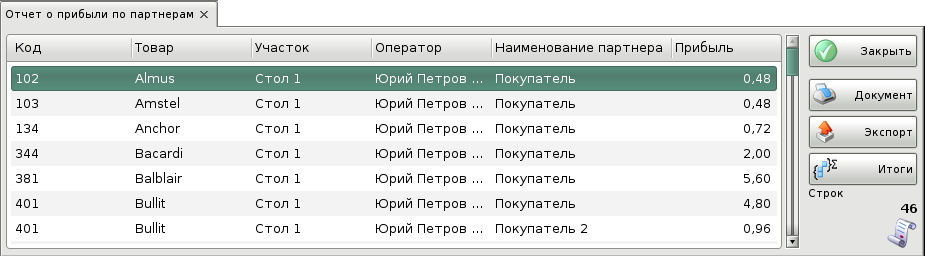 Отчет о прибыли по партнерам
Код Товар Участок Оператор Наименование партнера Прибыль
102 Almus Стол 1 Юрий Петров ... Покупатель 0,48
103 Amstel Стол 1 Юрий Петров ... Покупатель 0,48
134 Anchor Стол 1 Юрий Петров ... Покупатель 0,72
344 Bacardi Стол 1 Юрий Петров ... Покупатель 2,00
381 Balblair Стол 1 Юрий Петров ... Покупатель 5,60
401 Bullit Стол 1 Юрий Петров ... Покупатель 4,80
401 Bullit Стол 1 Юрий Петров ... Покупатель 2 0,96
Закрыть
Документ
Экспорт
Итоги
Строк
46